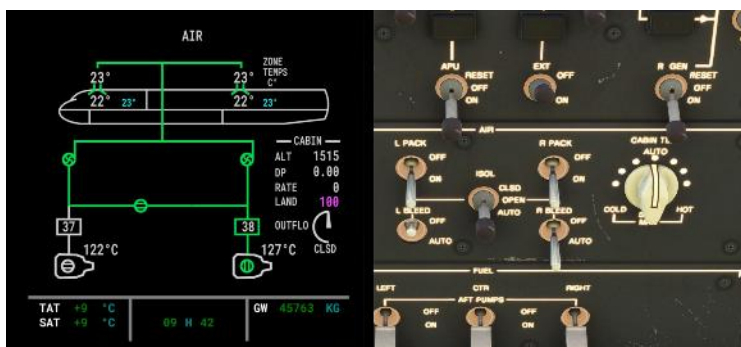 AIR
ZONE
TEMPS
C°
23° 23°
22° 23° 22° 23°
CABIN
ALT 1515
DP 0.00
RATE 0
LAND 100
37 38 OUTFLO
122°C 127°C CLSD
TAT +9 °C GW 45763 KG
SAT +9 °C 09 H 42
APU EXT R GEN
RESET OFF RESET
OFF OFF
ON ON ON
AIR
L PACK R PACK
OFF ISOL OFF
CLSD
ON OPEN ON
AUTO
L BLEED R BLEED
OFF OFF
AUTO AUTO
AUTO
COLD HOT
MAN
FUEL
LEFT CTR RIGHT
AFT PUMPS
OFF OFF
ON ON